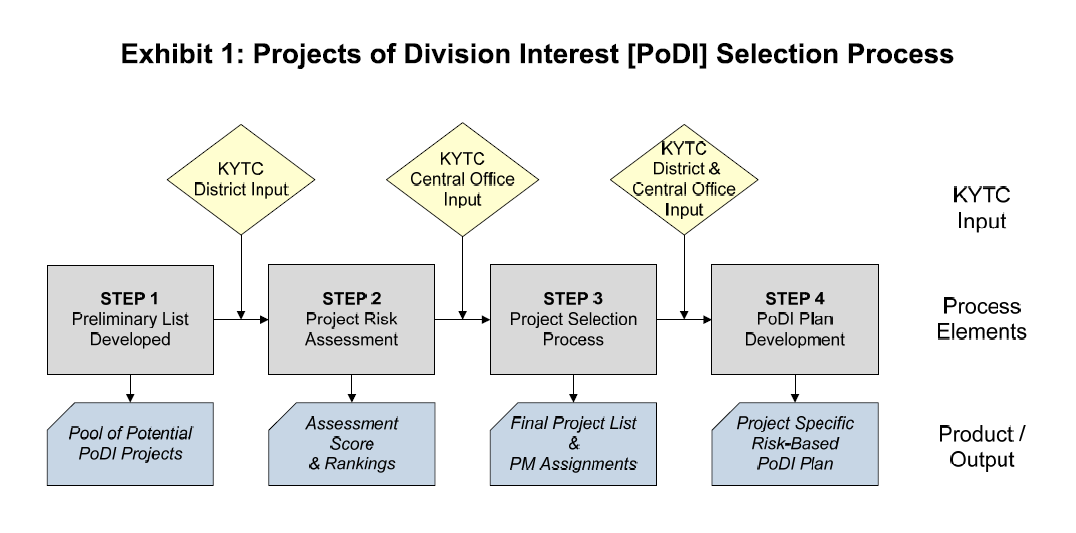 Exhibit 1: Projects of Division Interest [PoDI] Selection Process
KYTC
District Input
KYTC
Central Office
Input
KYTC
District &
Central Office
Input
KYTC
Input
STEP 1
Preliminary List
Developed
STEP 2
Project Risk
Assessment
STEP 3
Project Selection
Process
STEP 4
PoDI Plan
Development
Process
Elements
Pool of Potential
PoDI Projects
Assessment
Score
& Rankings
Final Project List
&
PM Assignments
Project Specific
Risk-Based
PoDI Plan
Product /
Output